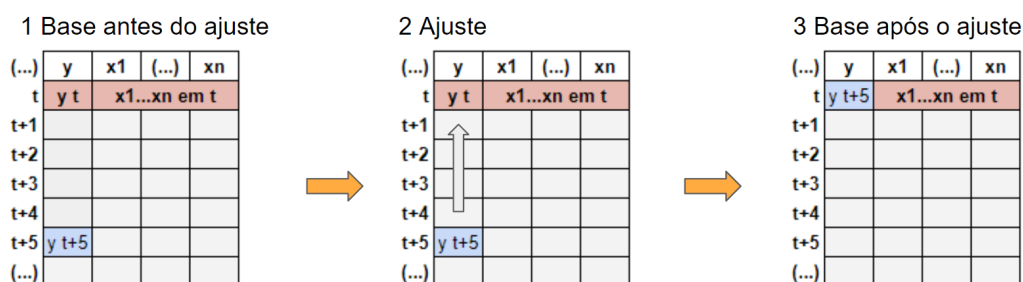 1 Base antes do ajuste
(...) y x1 (...) xn
t y t x1...xn em t
t+1
t+2
t+3
t+4
t+5 y t+5
(...)
2 Ajuste
(...) y x1 (...) xn
t y t x1...xn em t
t+1
t+2
t+3
t+4
t+5 y t+5
(...)
3 Base após o ajuste
(...) y x1 (...) xn
t y t+5 x1...xn em t
t+1
t+2
t+3
t+4
t+5
(...)